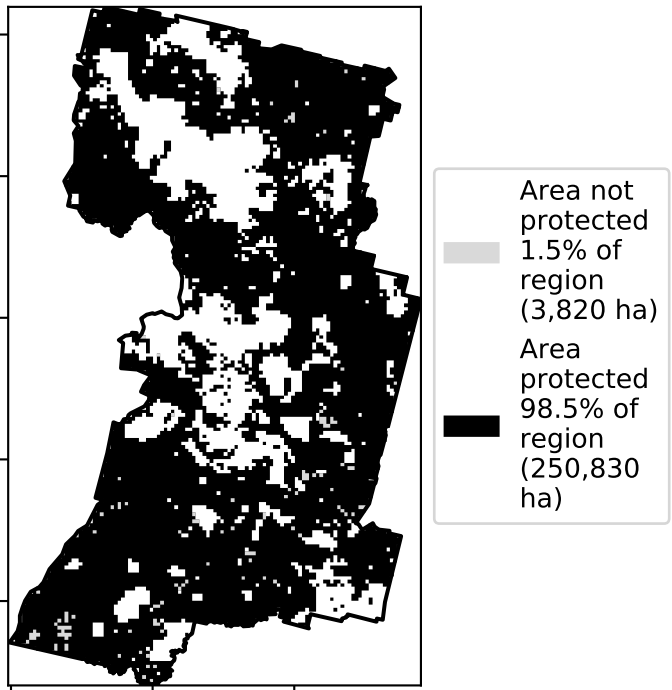 Area not
protected
1.5% of
region
(3,820 ha)
Area
protected
98.5% of
region
(250,830
ha)